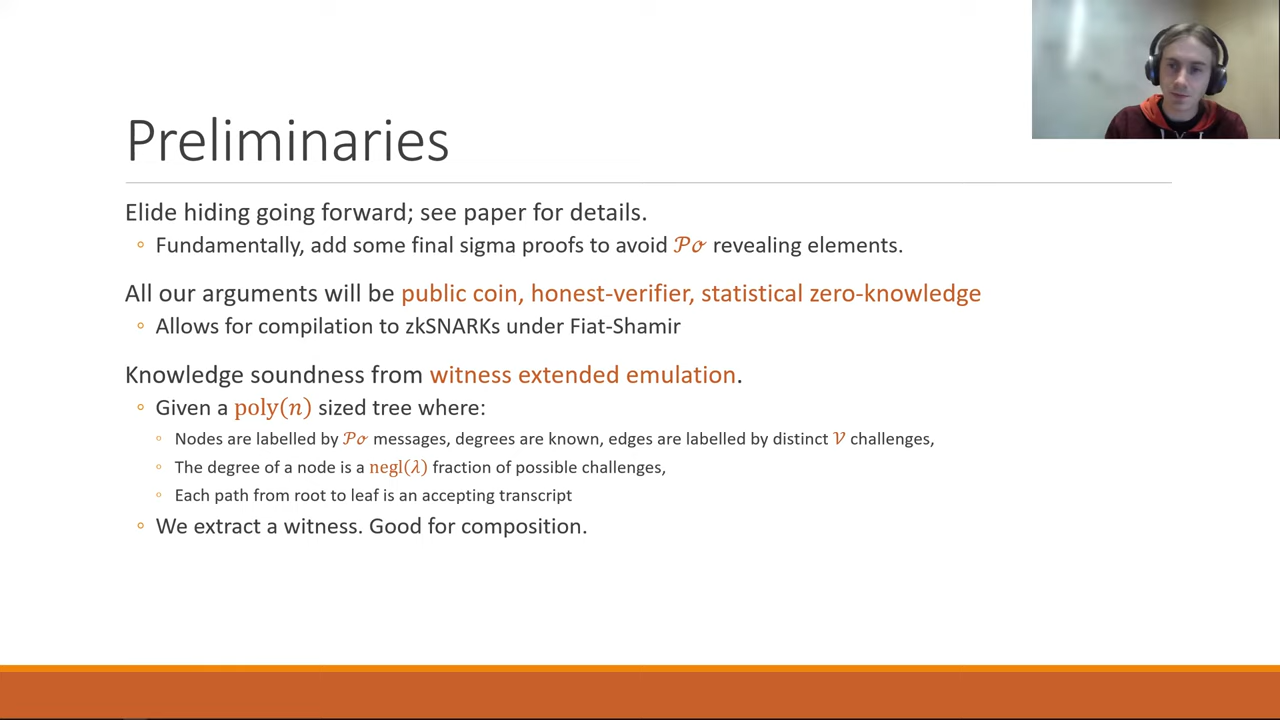 Preliminaries
Elide hiding going forward; see paper for details.
◦ Fundamentally, add some final sigma proofs to avoid 𝒫ℴ revealing elements.
All our arguments will be public coin, honest-verifier, statistical zero-knowledge
◦ Allows for compilation to zkSNARKs under Fiat-Shamir
Knowledge soundness from witness extended emulation.
◦ Given a poly(n) sized tree where:
◦ Nodes are labelled by 𝒫ℴ messages, degrees are known, edges are labelled by distinct 𝒱 challenges,
◦ The degree of a node is a negl(λ) fraction of possible challenges,
◦ Each path from root to leaf is an accepting transcript
◦ We extract a witness. Good for composition.